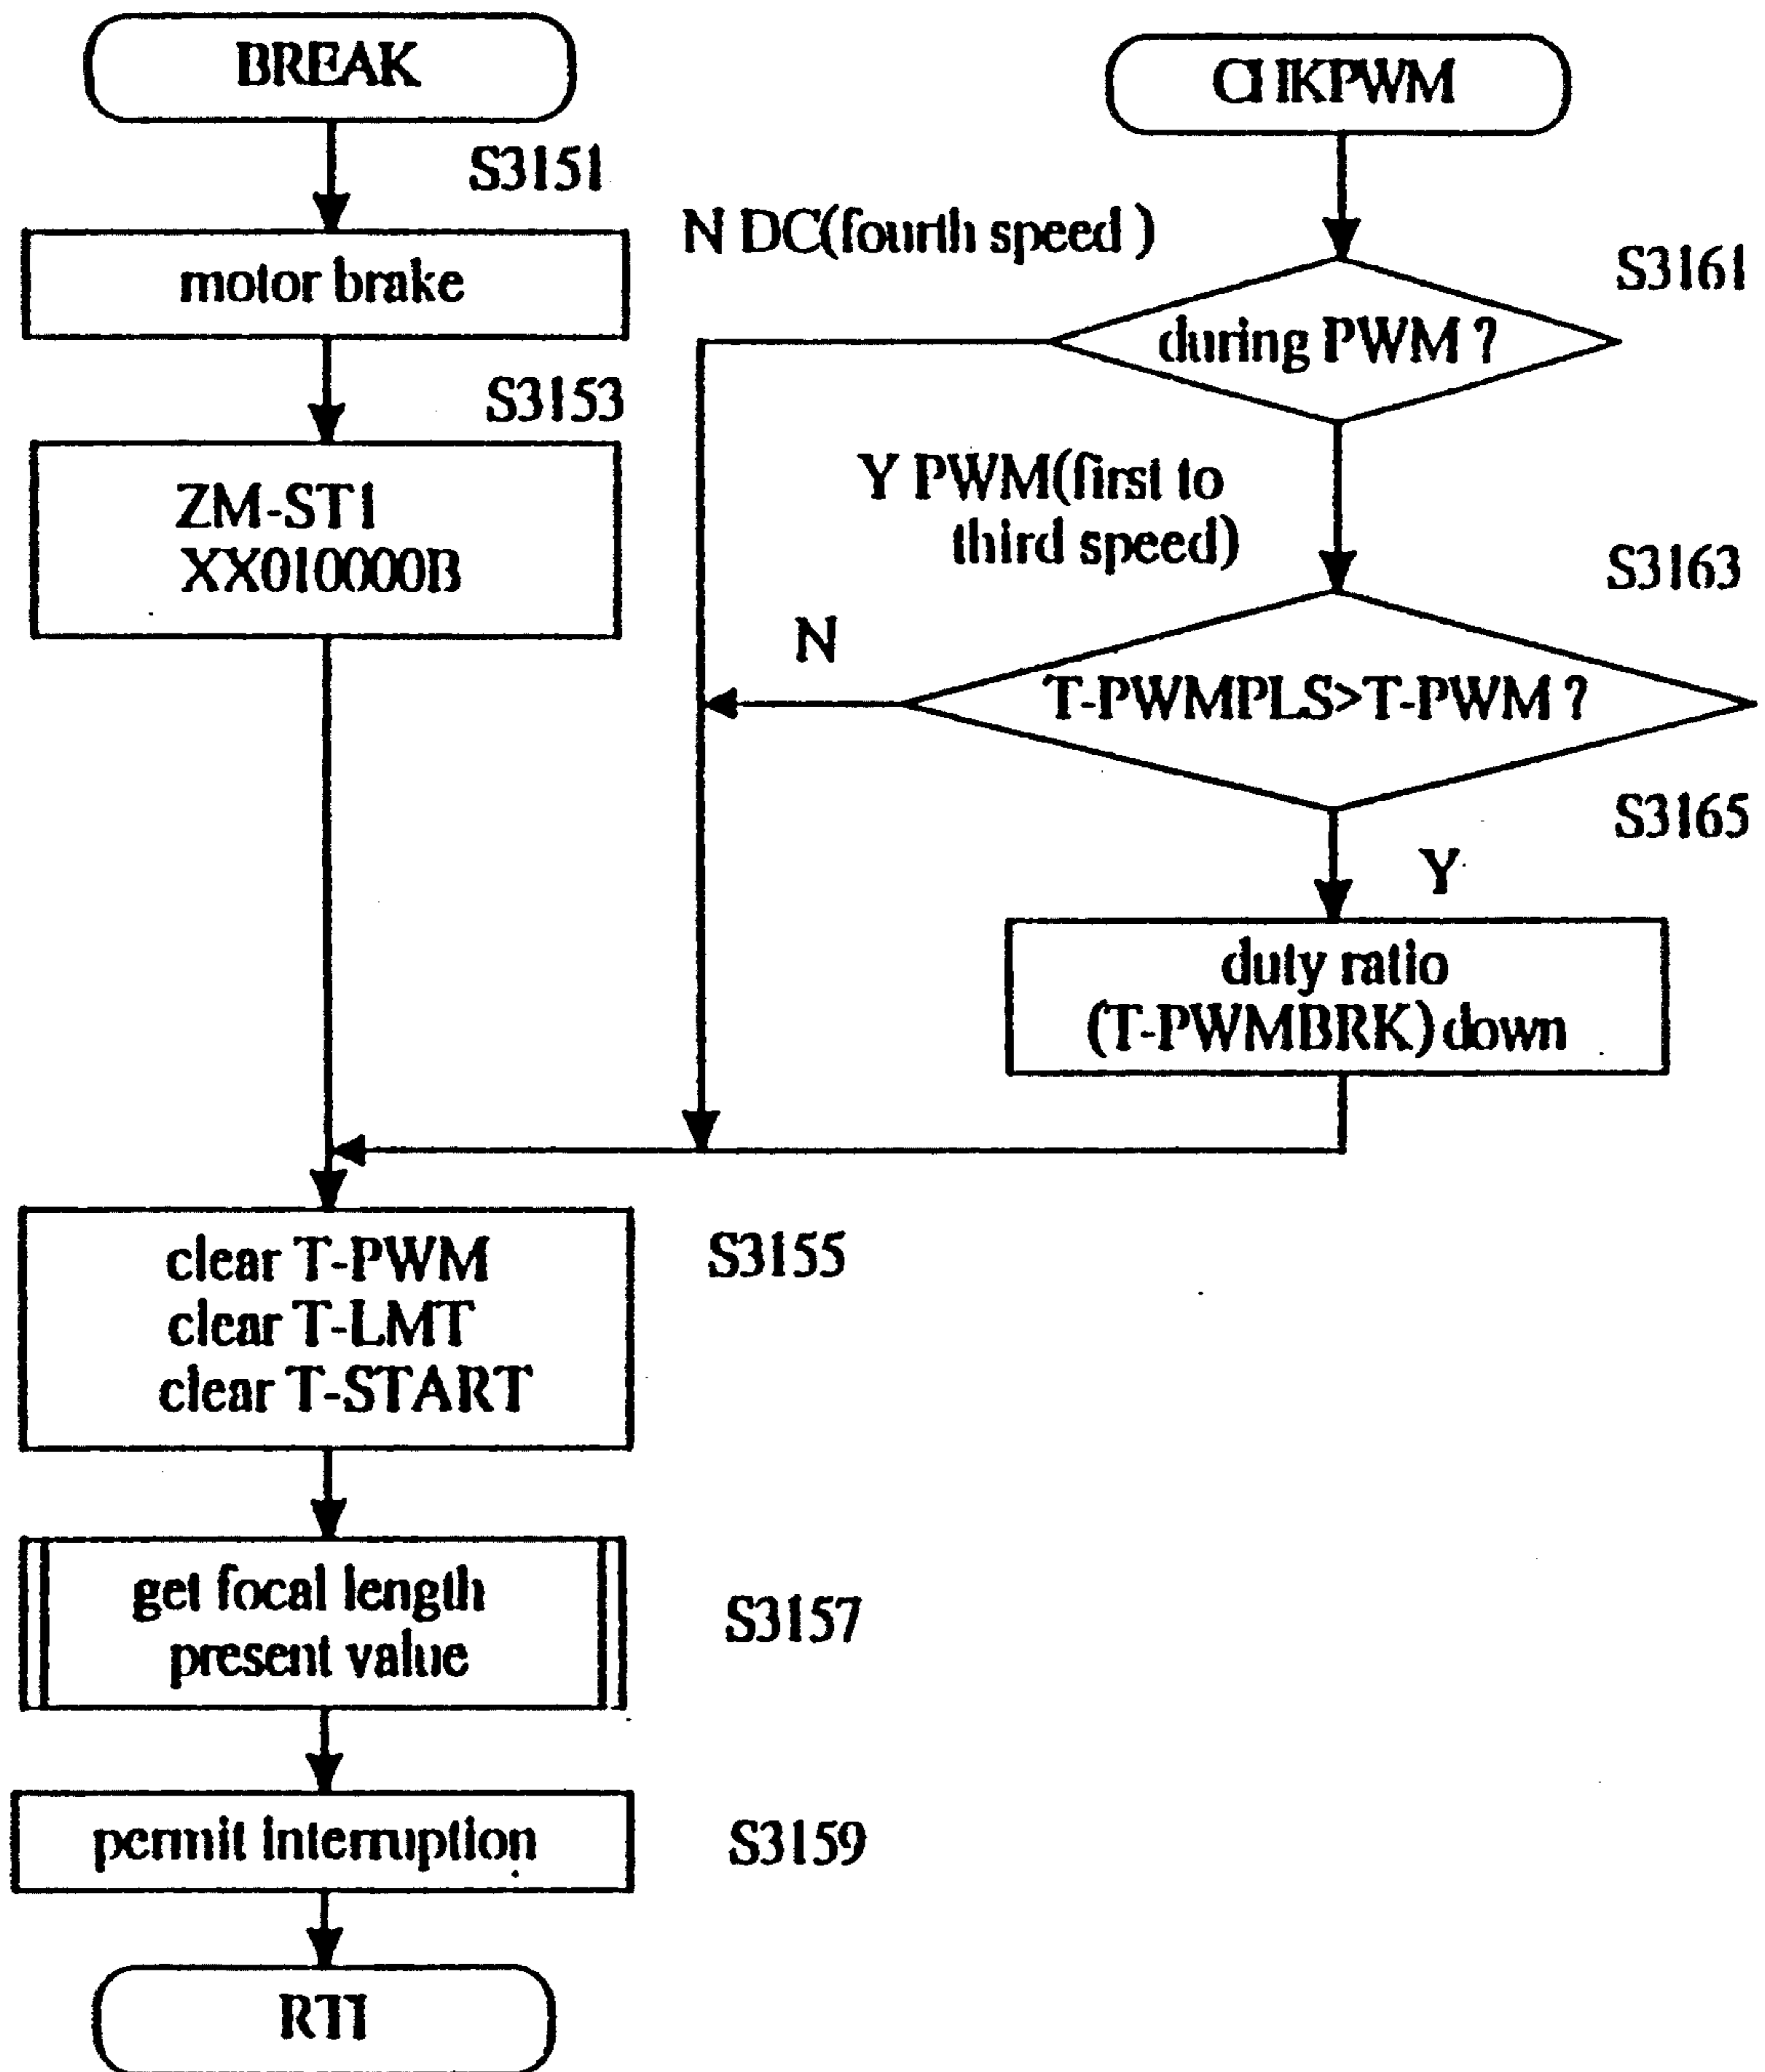 BREAK
S3151
motor brake
S3153
ZM-ST1
XX010000B
CHKPWM
N DC(fourth speed )
S3161
during PWM ?
Y PWM(first to
third speed)
S3163
N
T-PWMPLS>T-PWM ?
S3165
Y
duty ratio
(T-PWMBRK) down
clear T-PWM
clear T-LMT
clear T-START
S3155
get focal length
present value
S3157
permit interruption
S3159
RTI